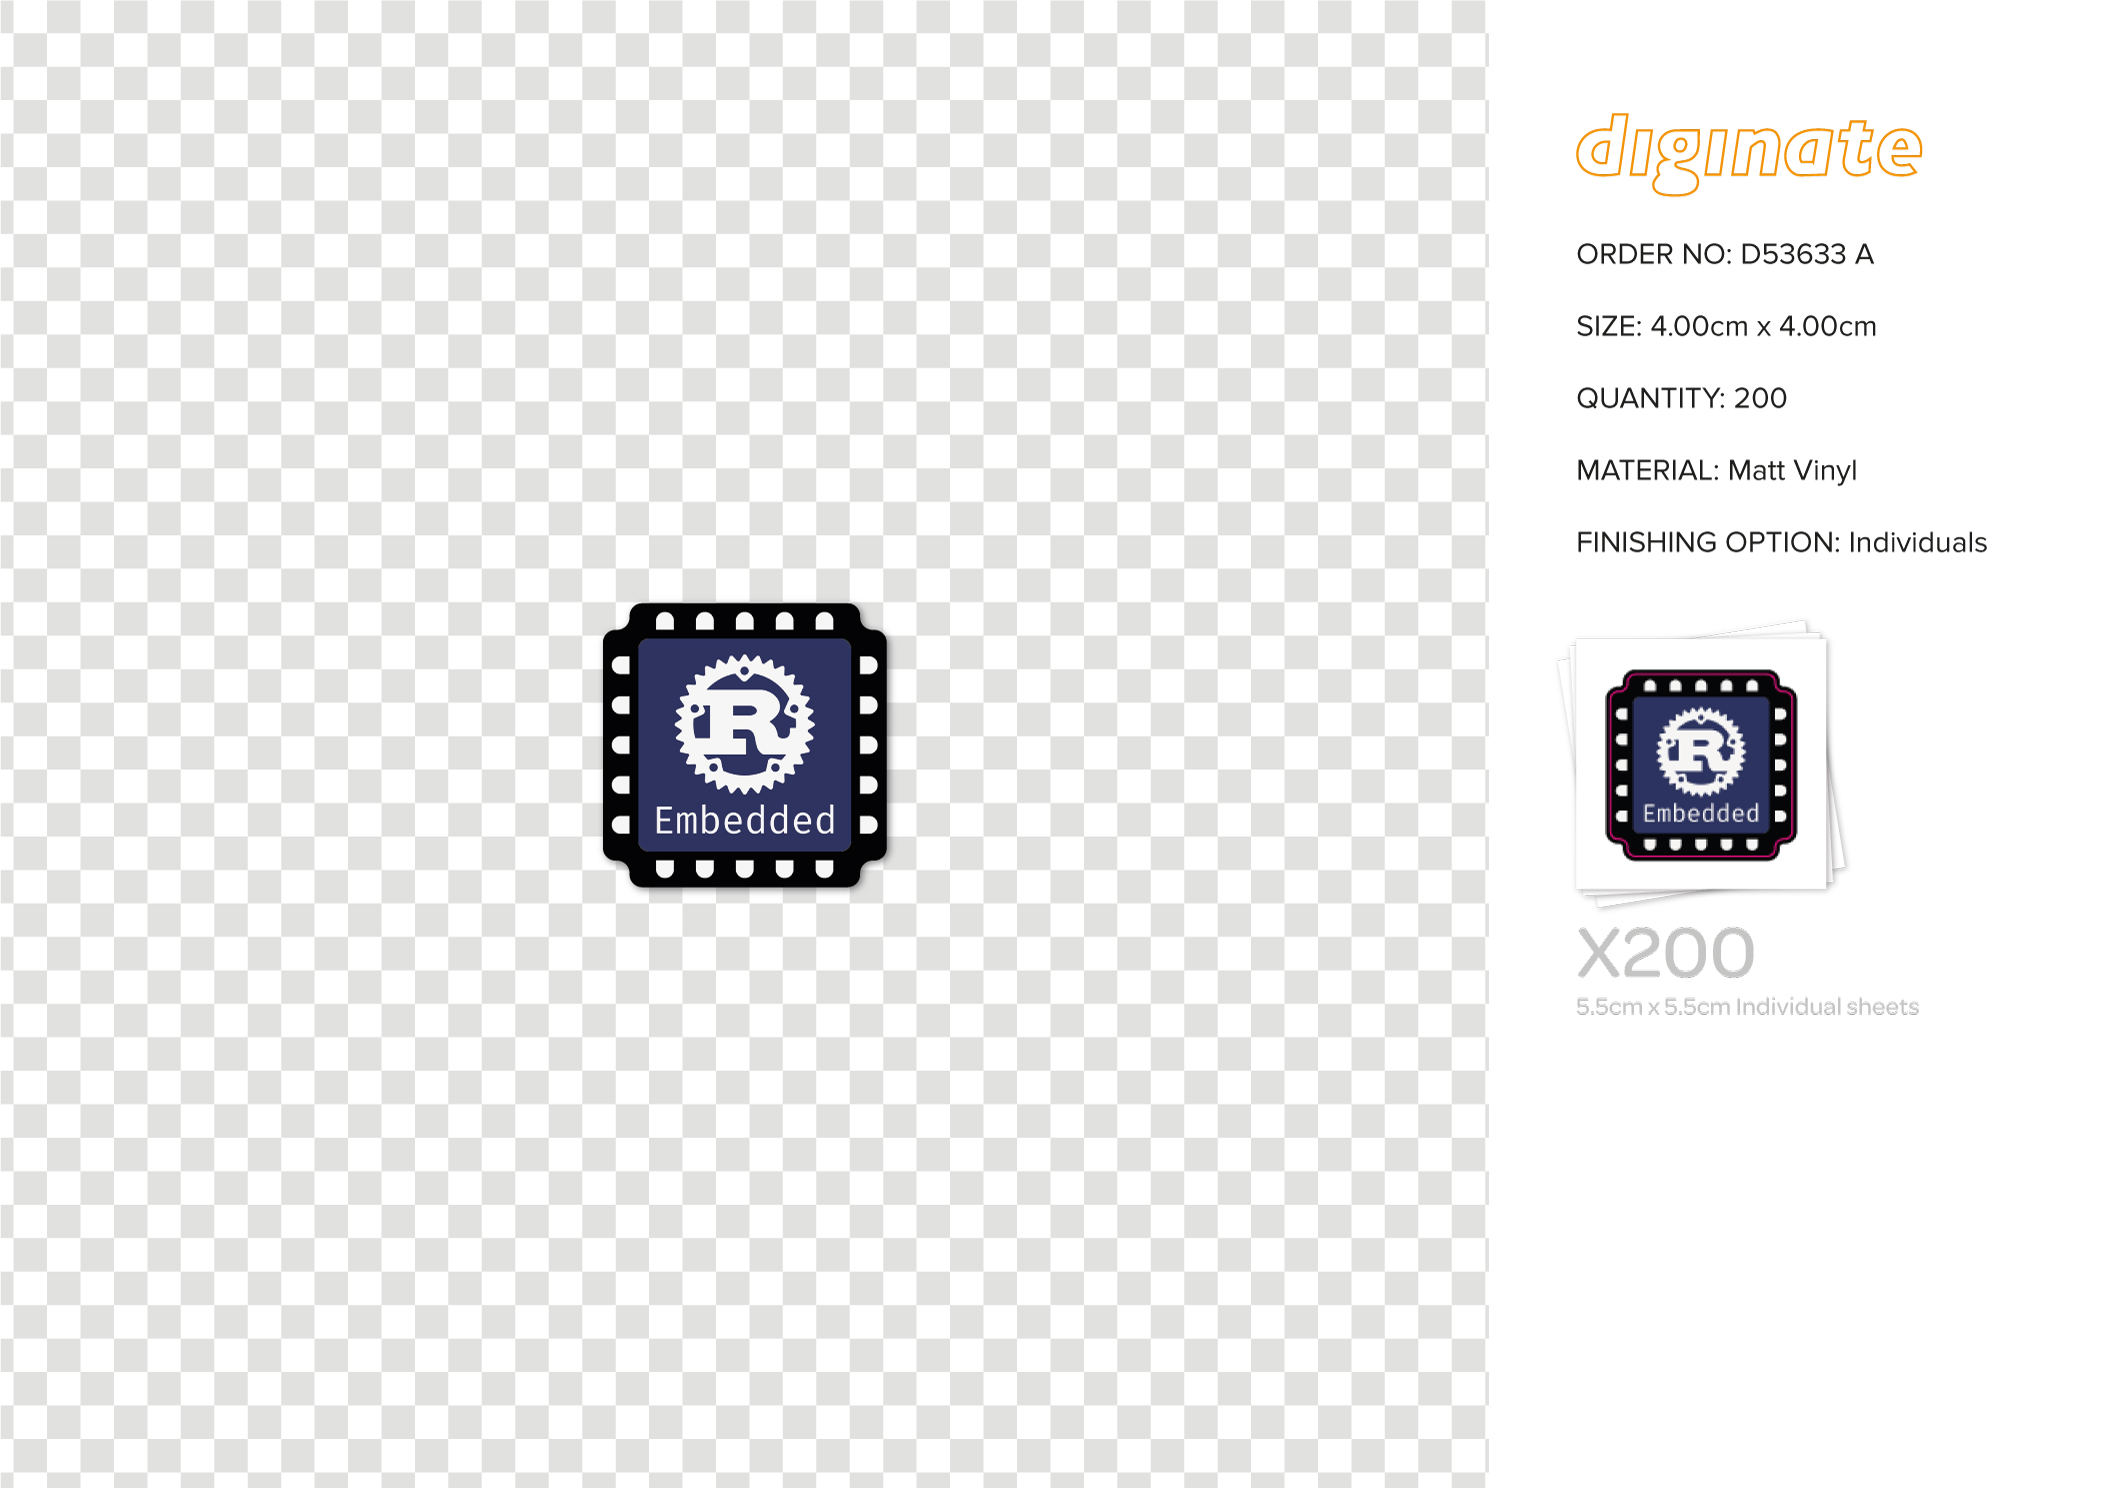 R
Embedded
diginate
ORDER NO: D53633 A
SIZE: 4.00cm x 4.00cm
QUANTITY: 200
MATERIAL: Matt Vinyl
FINISHING OPTION: Individuals
R
Embedded
X200
5.5cm x 5.5cm Individual sheets